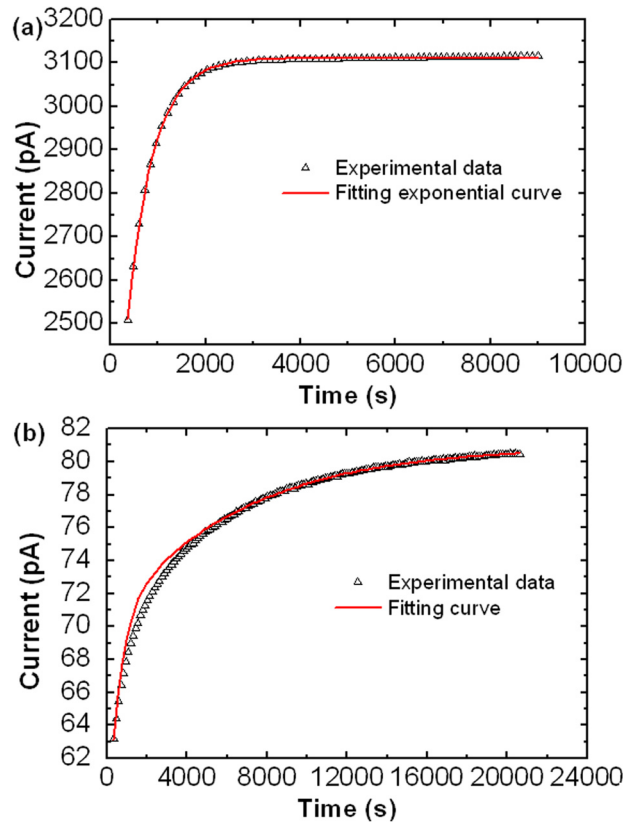 (a)
3200
3100
3000
2900
2800
2700
2600
2500
Current (pA)
Experimental data
Fitting exponential curve
0 2000 4000 6000 8000 10000
Time (s)
(b)
82
80
78
76
74
72
70
68
66
64
62
Current (pA)
Experimental data
Fitting curve
0 4000 8000 12000 16000 20000 24000
Time (s)